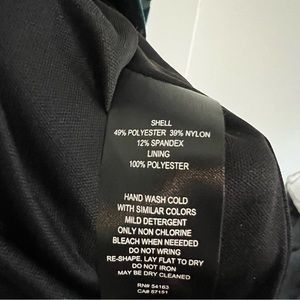 SHELL
49% POLYESTER 39% NYLON
12% SPANDEX
LINING
100% POLYESTER
HAND WASH COLD
WITH SIMILAR COLORS
MILD DETERGENT
ONLY NON CHLORINE
BLEACH WHEN NEEEDED
DO NOT WRING
RE-SHAPE. LAY FLAT TO DRY
DO NOT IRON
MAY BE DRY CLEANED
RN# 54163
CA# 57151